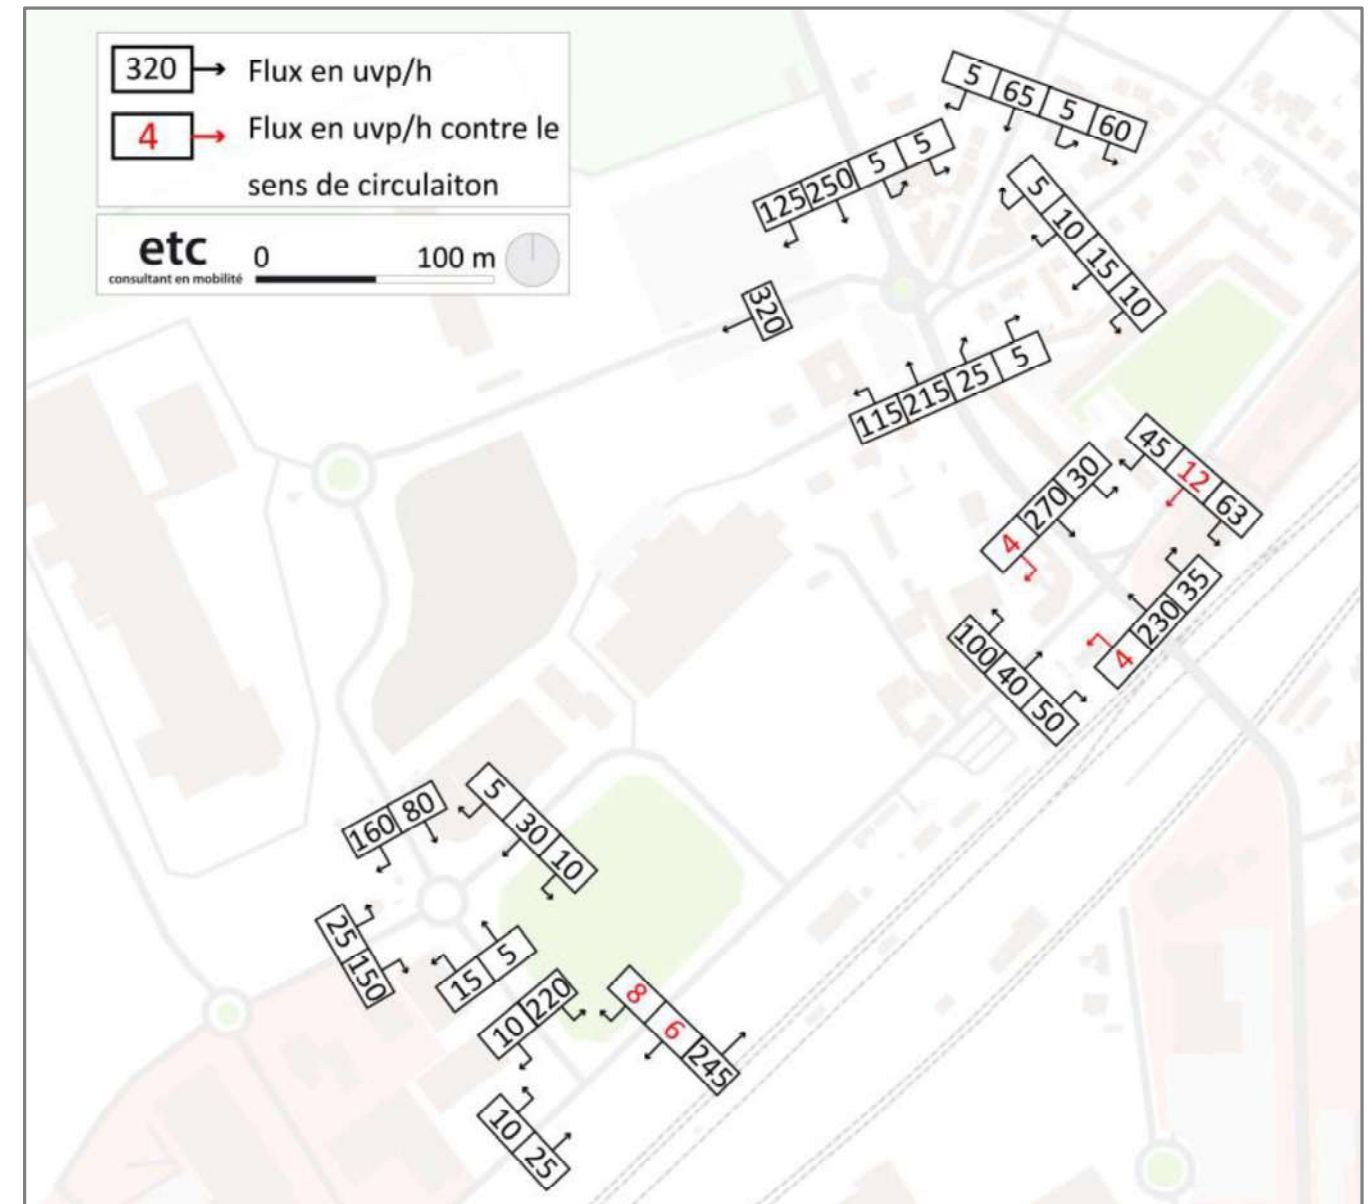 320 Flux en uvp/h
4 Flux en uvp/h contre le
sens de circulaiton
etc
consultant en mobilité
0 100 m
5 65 5 60
125 250 5 5
5 10 15 10
320
115 215 25 5
45 12 63
4 270 30
4 230 35
100 40 50
160 80
5 30 10
25 150
15 5
10 220
8 6 245
10 25